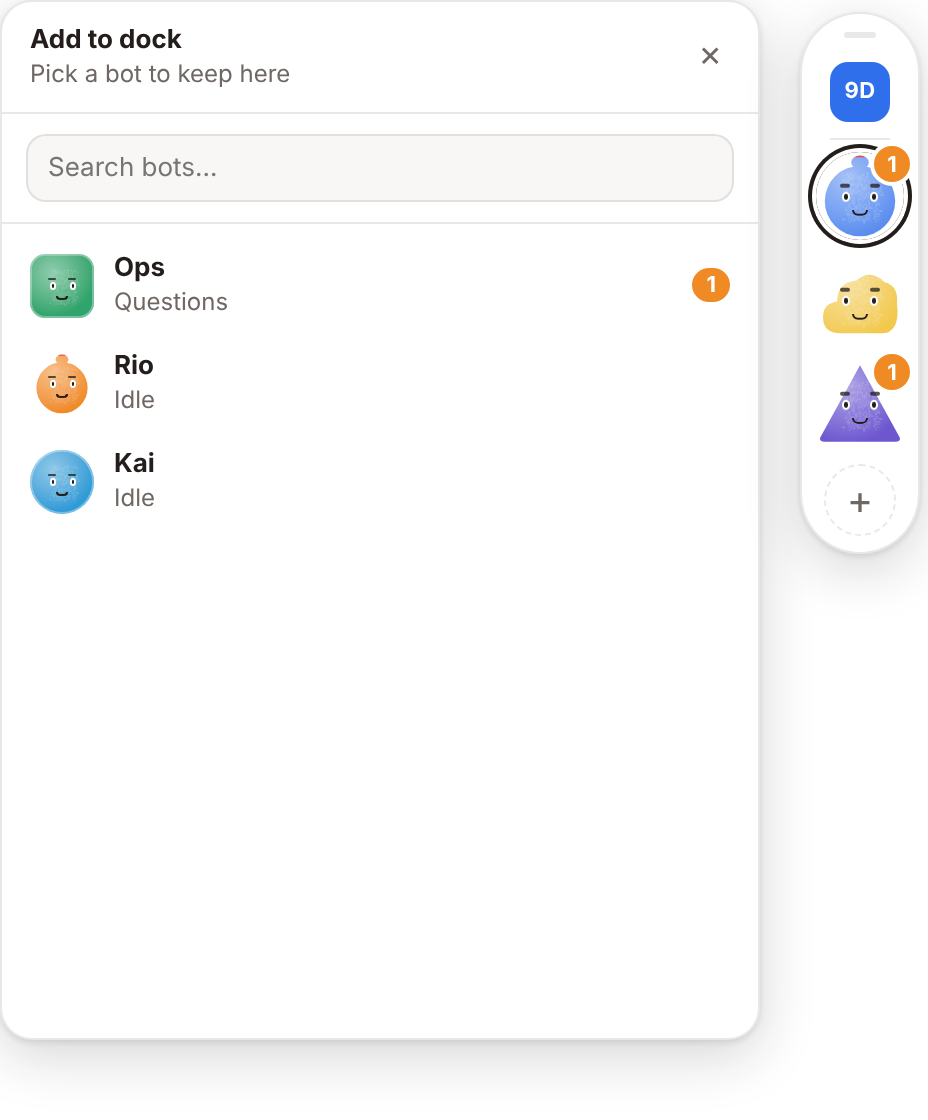 Add to dock
Pick a bot to keep here
Search bots...
Ops
Questions
1
Rio
Idle
Kai
Idle
9D
1
1